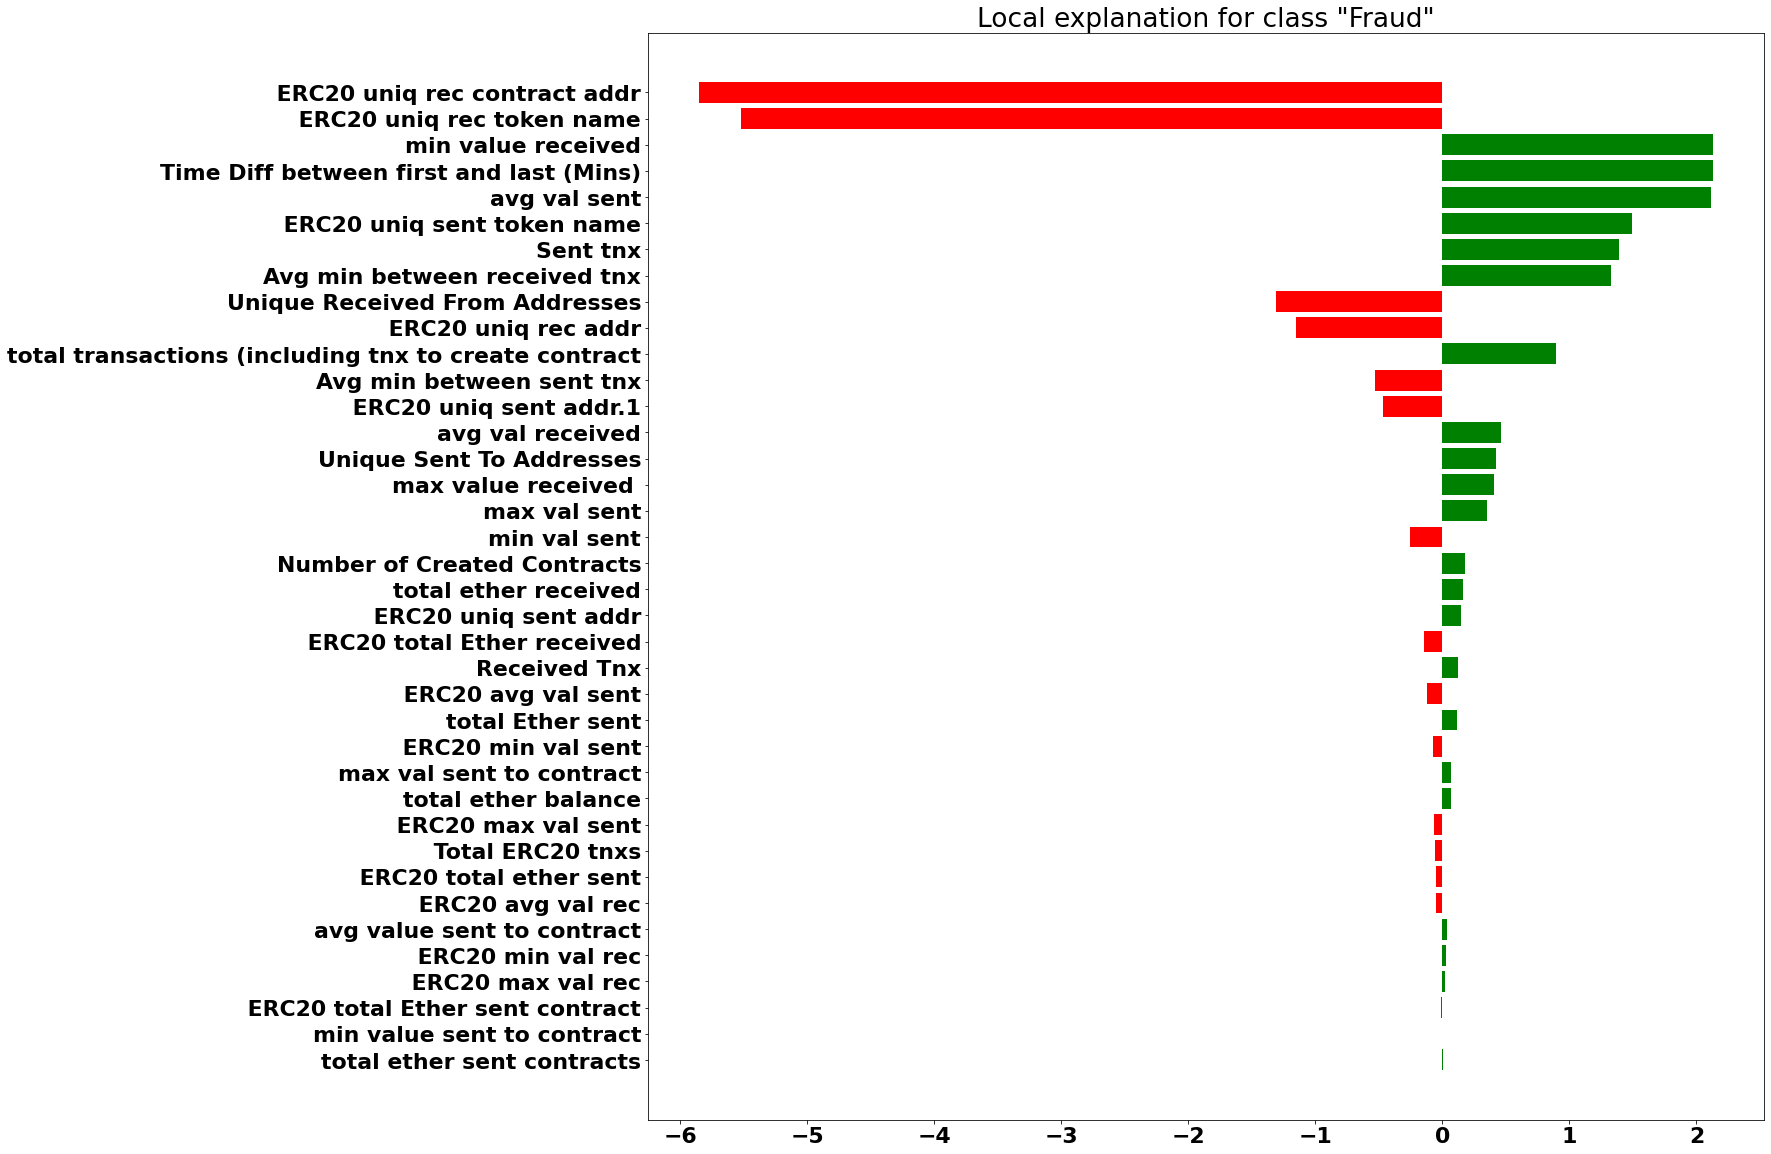 Local explanation for class "Fraud"
ERC20 uniq rec contract addr
ERC20 uniq rec token name
min value received
Time Diff between first and last (Mins)
avg val sent
ERC20 uniq sent token name
Sent tnx
Avg min between received tnx
Unique Received From Addresses
ERC20 uniq rec addr
total transactions (including tnx to create contract
Avg min between sent tnx
ERC20 uniq sent addr.1
avg val received
Unique Sent To Addresses
max value received
max val sent
min val sent
Number of Created Contracts
total ether received
ERC20 uniq sent addr
ERC20 total Ether received
Received Tnx
ERC20 avg val sent
total Ether sent
ERC20 min val sent
max val sent to contract
total ether balance
ERC20 max val sent
Total ERC20 tnxs
ERC20 total ether sent
ERC20 avg val rec
avg value sent to contract
ERC20 min val rec
ERC20 max val rec
ERC20 total Ether sent contract
min value sent to contract
total ether sent contracts
−6 −5 −4 −3 −2 −1 0 1 2